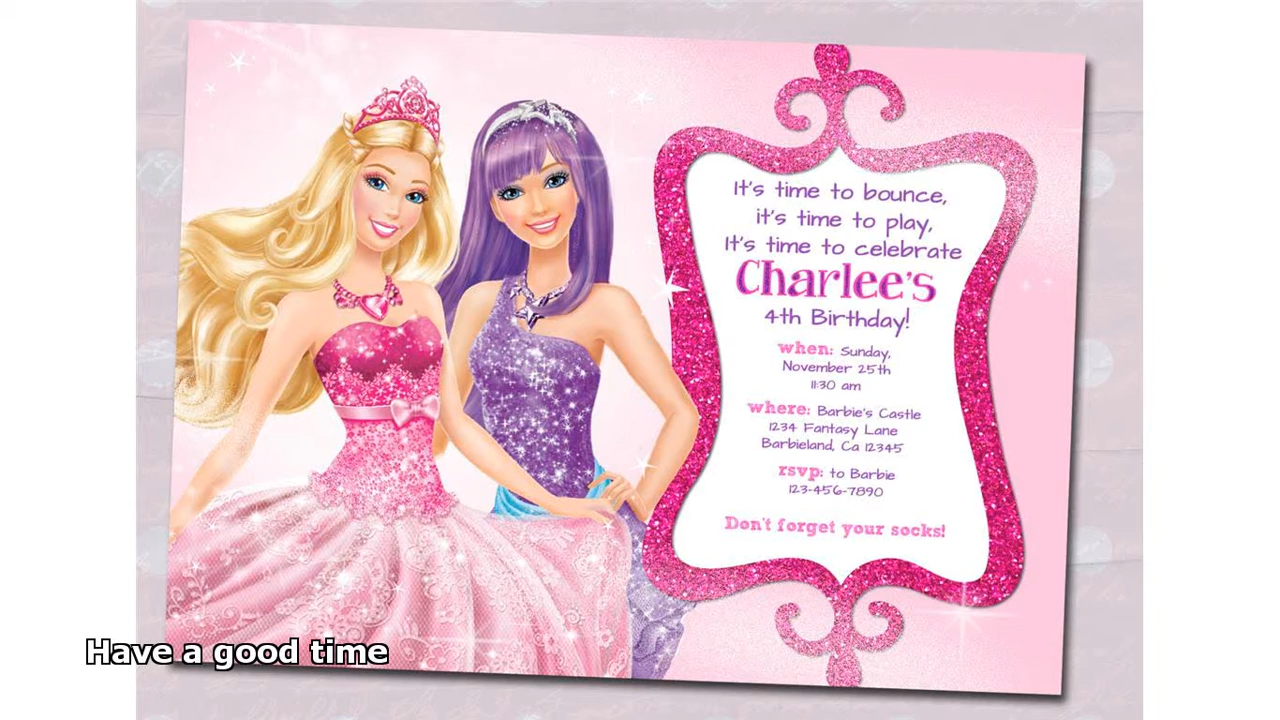 It's time to bounce,
it's time to play,
It's time to celebrate
Charlee's
4th Birthday!
when: Sunday,
November 25th
11:30 am
where: Barbie's Castle
1234 Fantasy Lane
Barbieland, Ca 12345
rsvp: to Barbie
123-456-7890
Don't forget your socks!
Have a good time